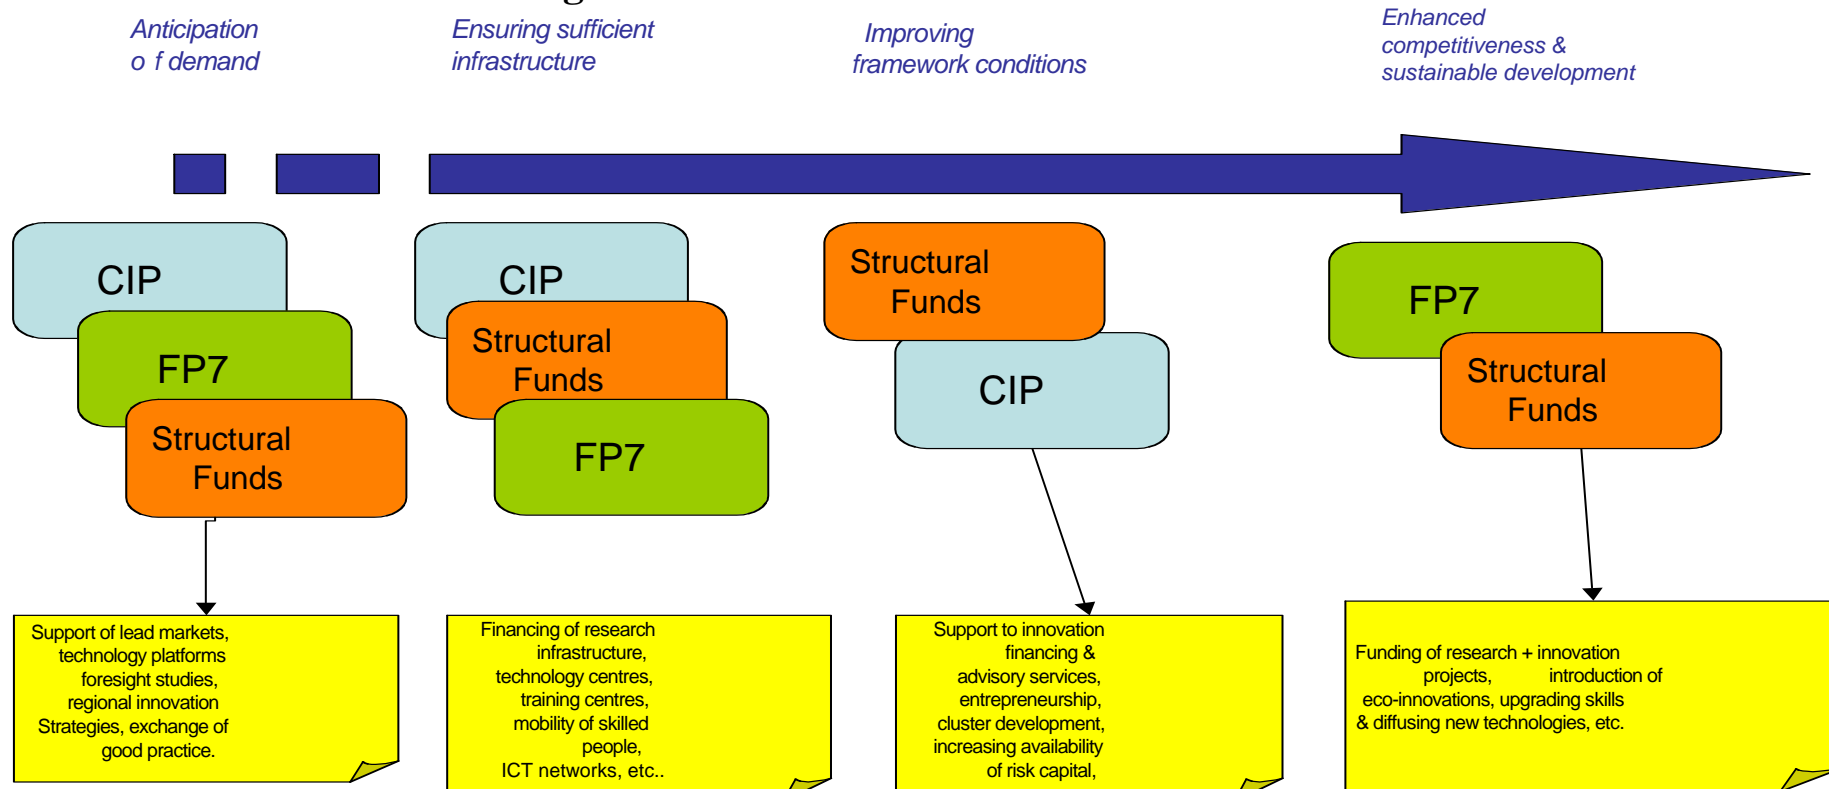 g
Anticipation
o f demand
Ensuring sufficient
infrastructure
Improving
framework conditions
Enhanced
competitiveness &
sustainable development
CIP
FP7
Structural
Funds
CIP
Structural
Funds
FP7
Structural
Funds
CIP
FP7
Structural
Funds
Support of lead markets,
technology platforms
foresight studies,
regional innovation
Strategies, exchange of
good practice.
Financing of research
infrastructure,
technology centres,
training centres,
mobility of skilled
people,
ICT networks, etc..
Support to innovation
financing &
advisory services,
entrepreneurship,
cluster development,
increasing availability
of risk capital,
Funding of research + innovation
projects, introduction of
eco-innovations, upgrading skills
& diffusing new technologies, etc.